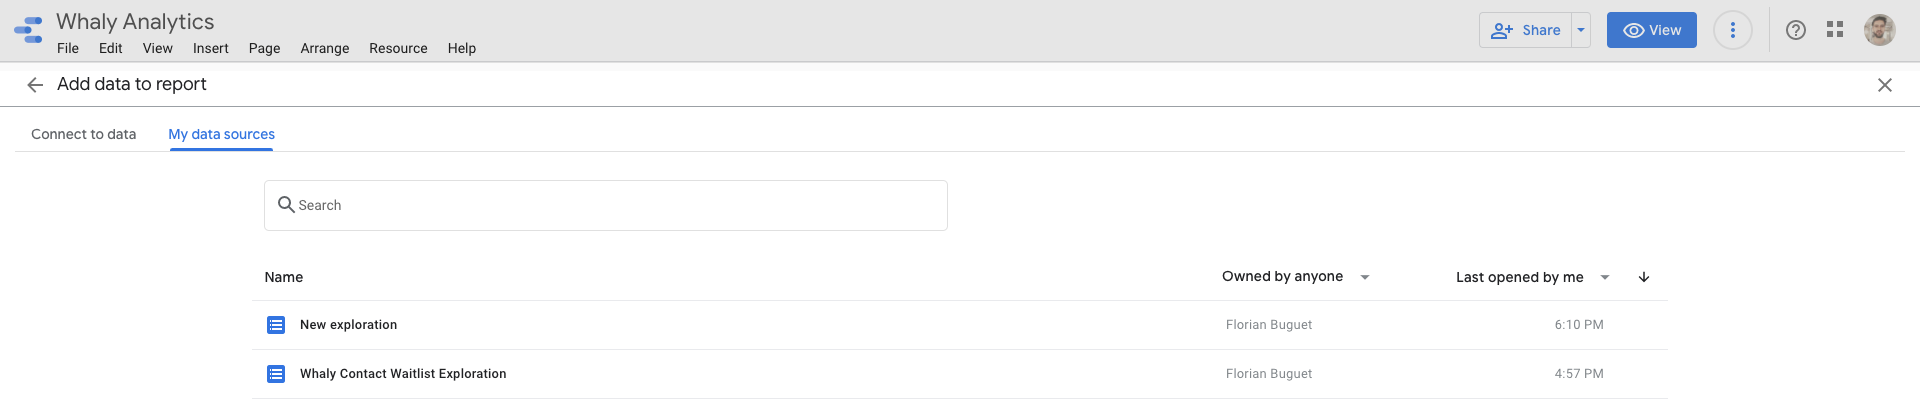 Whaly Analytics
File Edit View Insert Page Arrange Resource Help
Share
View
Add data to report
Connect to data My data sources
Search
Name Owned by anyone Last opened by me
New exploration Florian Buguet 6:10 PM
Whaly Contact Waitlist Exploration Florian Buguet 4:57 PM